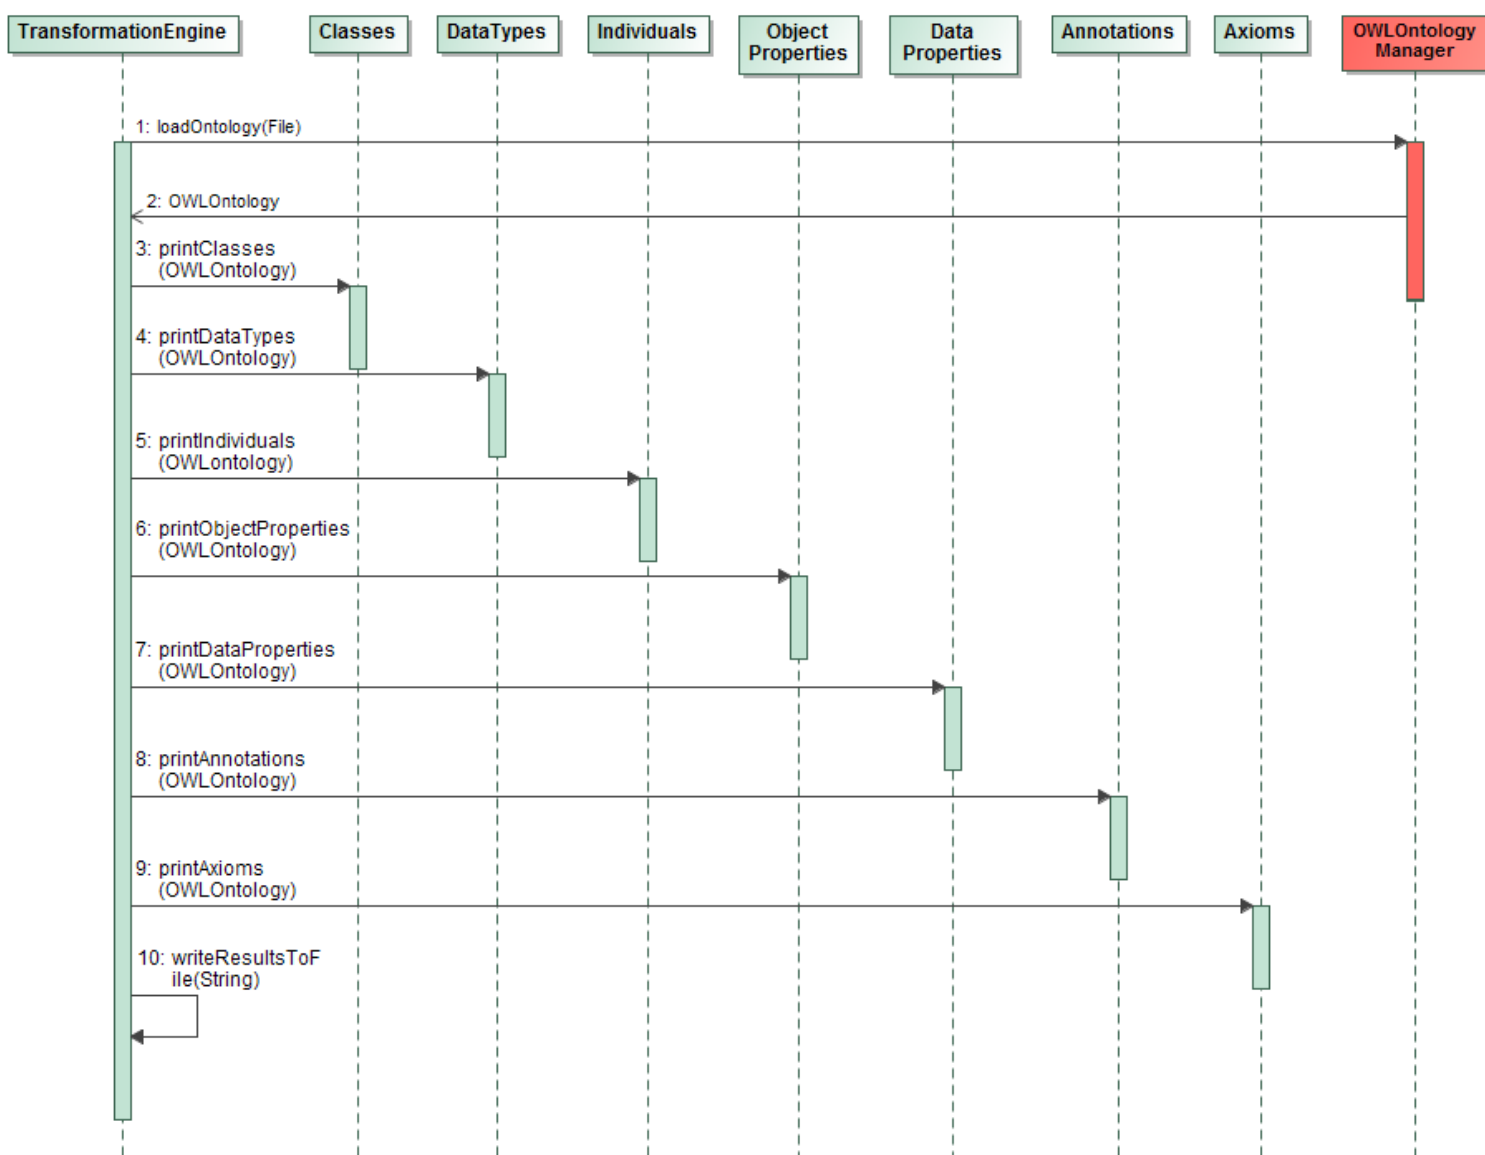 TransformationEngine
Classes
DataTypes
Individuals
Object
Properties
Data
Properties
Annotations
Axioms
OWLOntology
Manager
1: loadOntology(File)
2: OWLOntology
3: printClasses
(OWLOntology)
4: printDataTypes
(OWLOntology)
5: printIndividuals
(OWLontology)
6: printObjectProperties
(OWLOntology)
7: printDataProperties
(OWLOntology)
8: printAnnotations
(OWLOntology)
9: printAxioms
(OWLOntology)
10: writeResultsToF
ile(String)